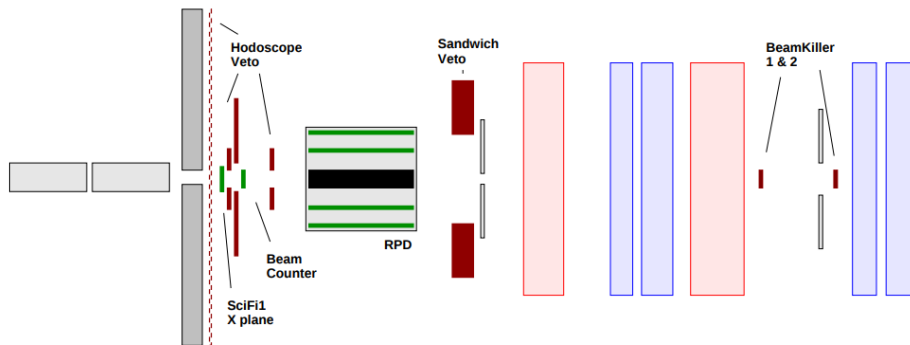 Hodoscope
Veto
Sandwich
Veto
BeamKiller
1 & 2
RPD
Beam
Counter
SciFi1
X plane